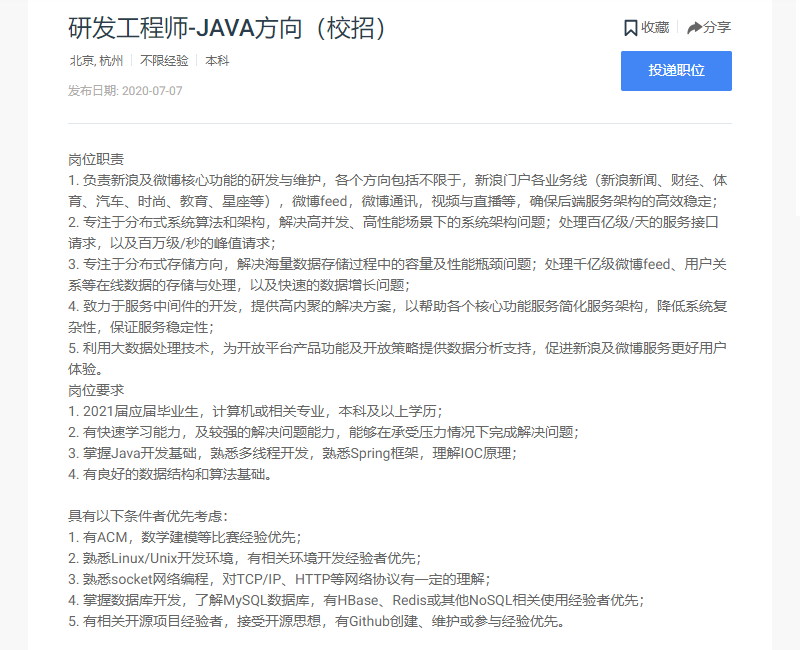 研发工程师-JAVA方向（校招）
收藏
分享
北京, 杭州
不限经验
本科
投递职位
发布日期: 2020-07-07
岗位职责
1. 负责新浪及微博核心功能的研发与维护，各个方向包括不限于，新浪门户各业务线（新浪新闻、财经、体
育、汽车、时尚、教育、星座等），微博feed，微博通讯，视频与直播等，确保后端服务架构的高效稳定；
2. 专注于分布式系统算法和架构，解决高并发、高性能场景下的系统架构问题；处理百亿级/天的服务接口
请求，以及百万级/秒的峰值请求；
3. 专注于分布式存储方向，解决海量数据存储过程中的容量及性能瓶颈问题；处理千亿级微博feed、用户关
系等在线数据的存储与处理，以及快速的数据增长问题；
4. 致力于服务中间件的开发，提供高内聚的解决方案，以帮助各个核心功能服务简化服务架构，降低系统复
杂性，保证服务稳定性；
5. 利用大数据处理技术，为开放平台产品功能及开放策略提供数据分析支持，促进新浪及微博服务更好用户
体验。
岗位要求
1. 2021届应届毕业生，计算机或相关专业，本科及以上学历；
2. 有快速学习能力，及较强的解决问题能力，能够在承受压力情况下完成解决问题；
3. 掌握Java开发基础，熟悉多线程开发，熟悉Spring框架，理解IOC原理；
4. 有良好的数据结构和算法基础。
具有以下条件者优先考虑：
1. 有ACM，数学建模等比赛经验优先；
2. 熟悉Linux/Unix开发环境，有相关环境开发经验者优先；
3. 熟悉socket网络编程，对TCP/IP、HTTP等网络协议有一定的理解；
4. 掌握数据库开发，了解MySQL数据库，有HBase、Redis或其他NoSQL相关使用经验者优先；
5. 有相关开源项目经验者，接受开源思想，有Github创建、维护或参与经验优先。